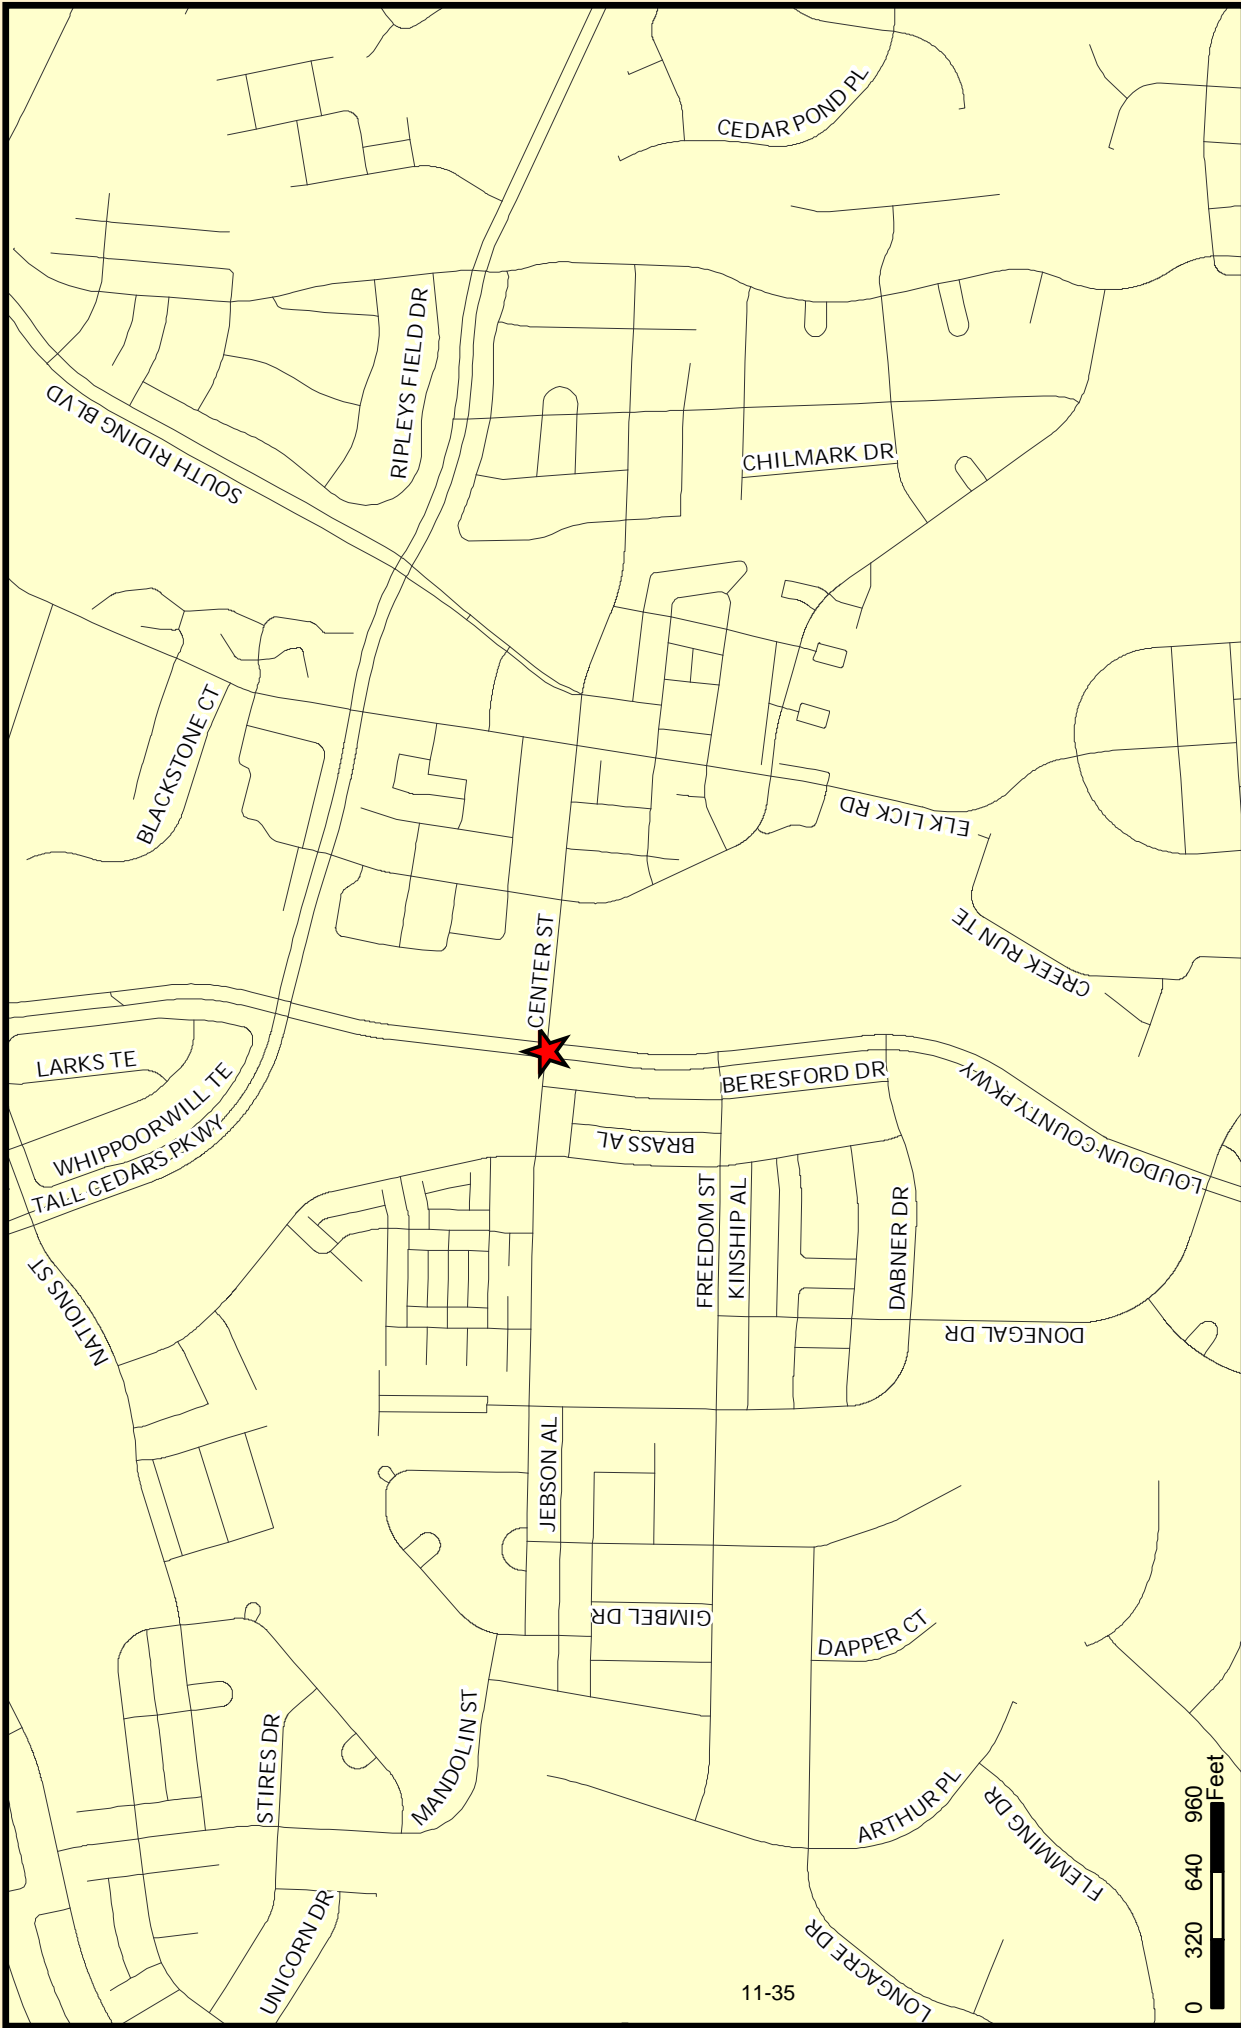 CEDAR POND PL
RIPLEYS FIELD DR
SOUTH RIDING BLVD
CHILMARK DR
BLACKSTONE CT
ELK LICK RD
CREEK RUN TE
CENTER ST
LARKS TE
WHIPPOORWILL TE
TALL CEDARS PKWY
BERESFORD DR
LOUDOUN COUNTY PKWY
BRASS AL
FREEDOM ST
KINSHIP AL
DABNER DR
NATIONS ST
DONEGAL DR
JEBSON AL
GIMBEL DR
DAPPER CT
STIRES DR
MANDOLIN ST
ARTHUR PL
FLEMMING DR
UNICORN DR
LONGACRE DR
11-35
0 320 640 960
Feet